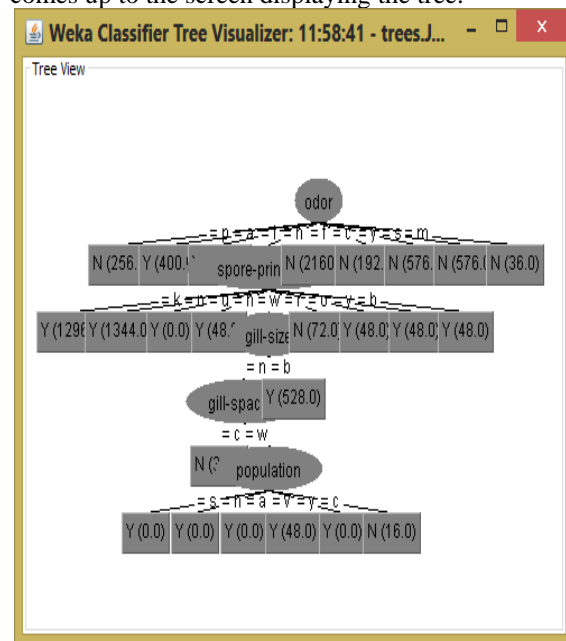 comes up to the screen displaying the tree.
Weka Classifier Tree Visualizer: 11:58:41 - trees.J...
Tree View
odor
= p = a = l = n = f = c = y = s = m
N (256. Y (400. spore-prin N (2160 N (192. N (576. N (576.( N (36.0)
= k = n = u = h = w = r = o = y = b
Y (1296 Y (1344.0 Y (0.0) Y (48. gill-size N (72.0) Y (48.0) Y (48.0) Y (48.0)
= n = b
gill-spac Y (528.0)
= c = w
N ( population
= s = n = a = v = y = c
Y (0.0) Y (0.0) Y (0.0) Y (48.0) Y (0.0) N (16.0)